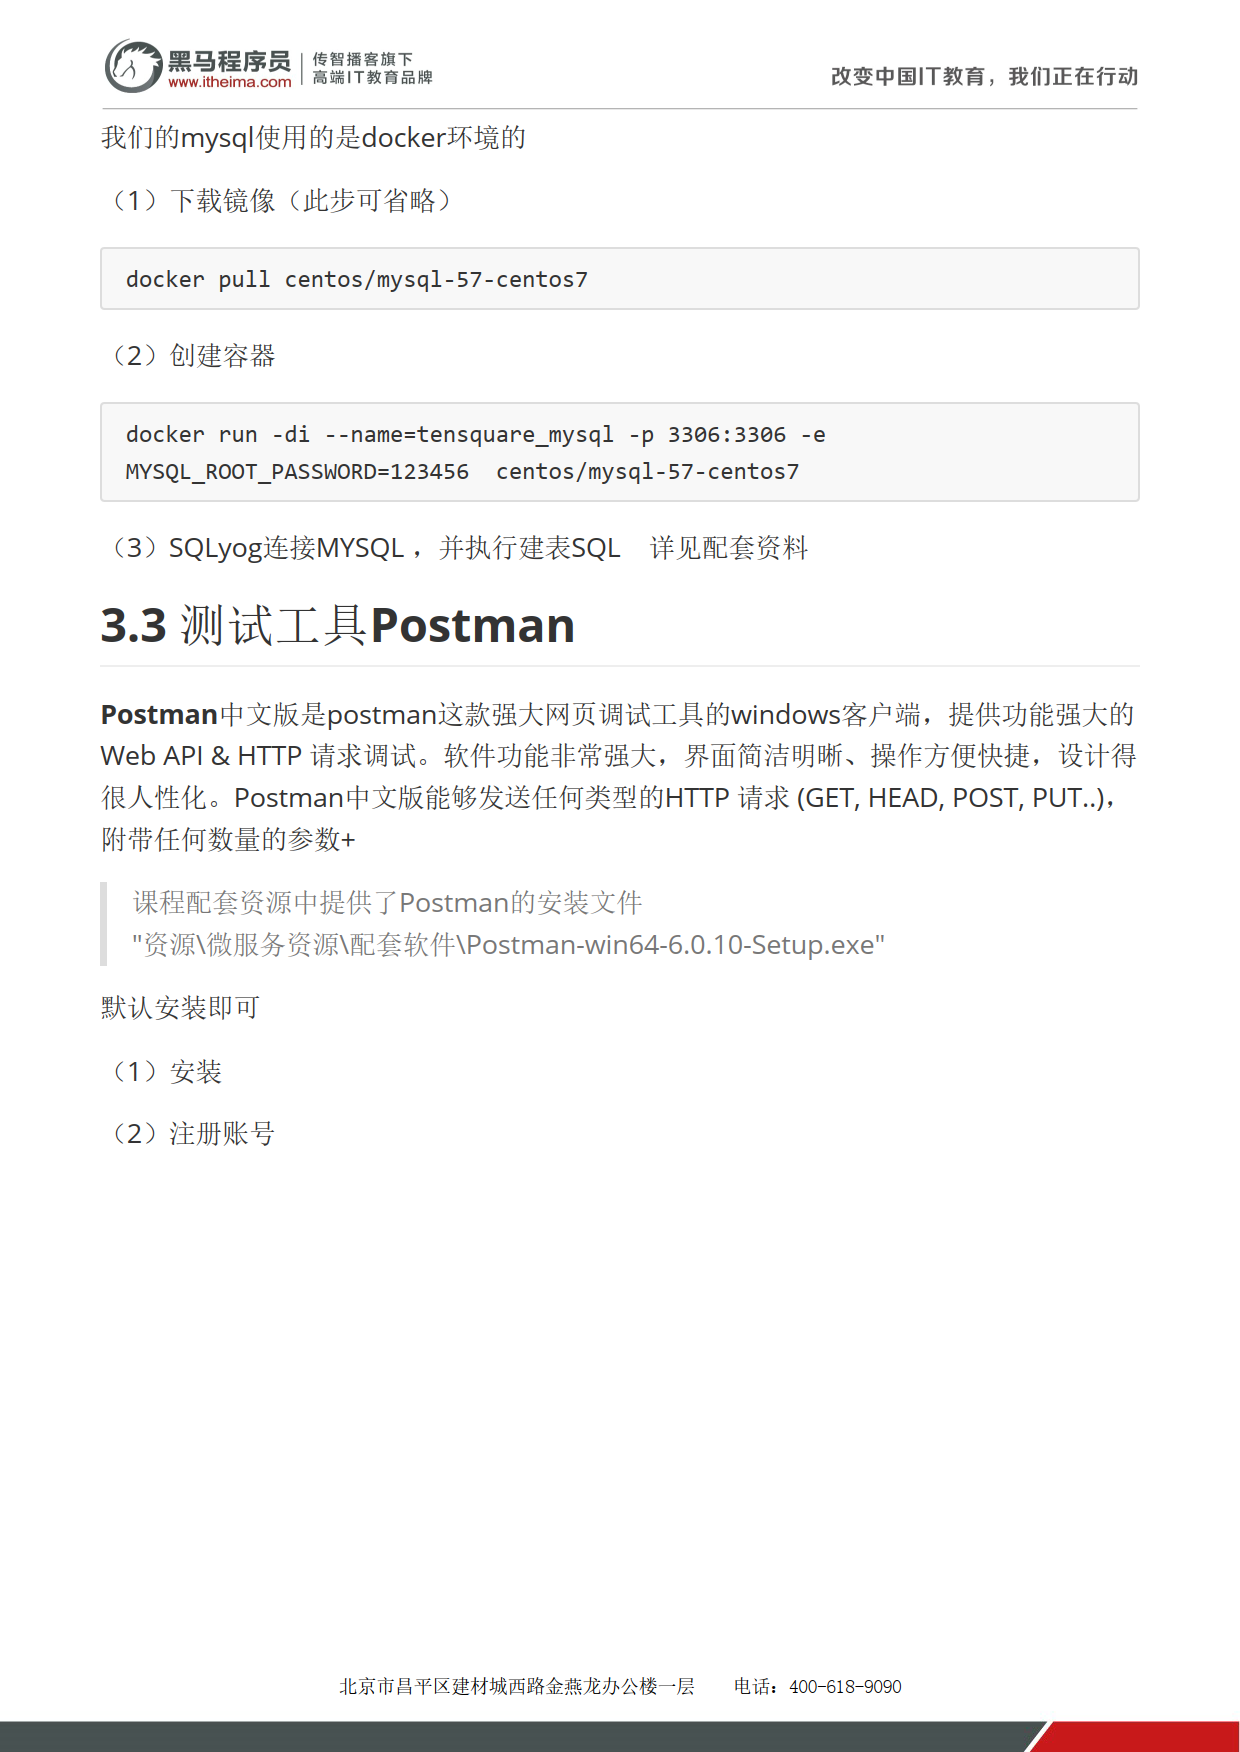 黑马程序员
www.itheima.com
传智播客旗下
高端IT教育品牌
改变中国IT教育，我们正在行动
我们的mysql使用的是docker环境的
（1）下载镜像（此步可省略）
docker pull centos/mysql-57-centos7
（2）创建容器
docker run -di --name=tensquare_mysql -p 3306:3306 -e
MYSQL_ROOT_PASSWORD=123456  centos/mysql-57-centos7
（3）SQLyog连接MYSQL ，并执行建表SQL　详见配套资料
3.3 测试工具Postman
Postman中文版是postman这款强大网页调试工具的windows客户端，提供功能强大的
Web API & HTTP 请求调试。软件功能非常强大，界面简洁明晰、操作方便快捷，设计得
很人性化。Postman中文版能够发送任何类型的HTTP 请求 (GET, HEAD, POST, PUT..)，
附带任何数量的参数+
课程配套资源中提供了Postman的安装文件
"资源\微服务资源\配套软件\Postman-win64-6.0.10-Setup.exe"
默认安装即可
（1）安装
（2）注册账号
北京市昌平区建材城西路金燕龙办公楼一层　　电话：400-618-9090